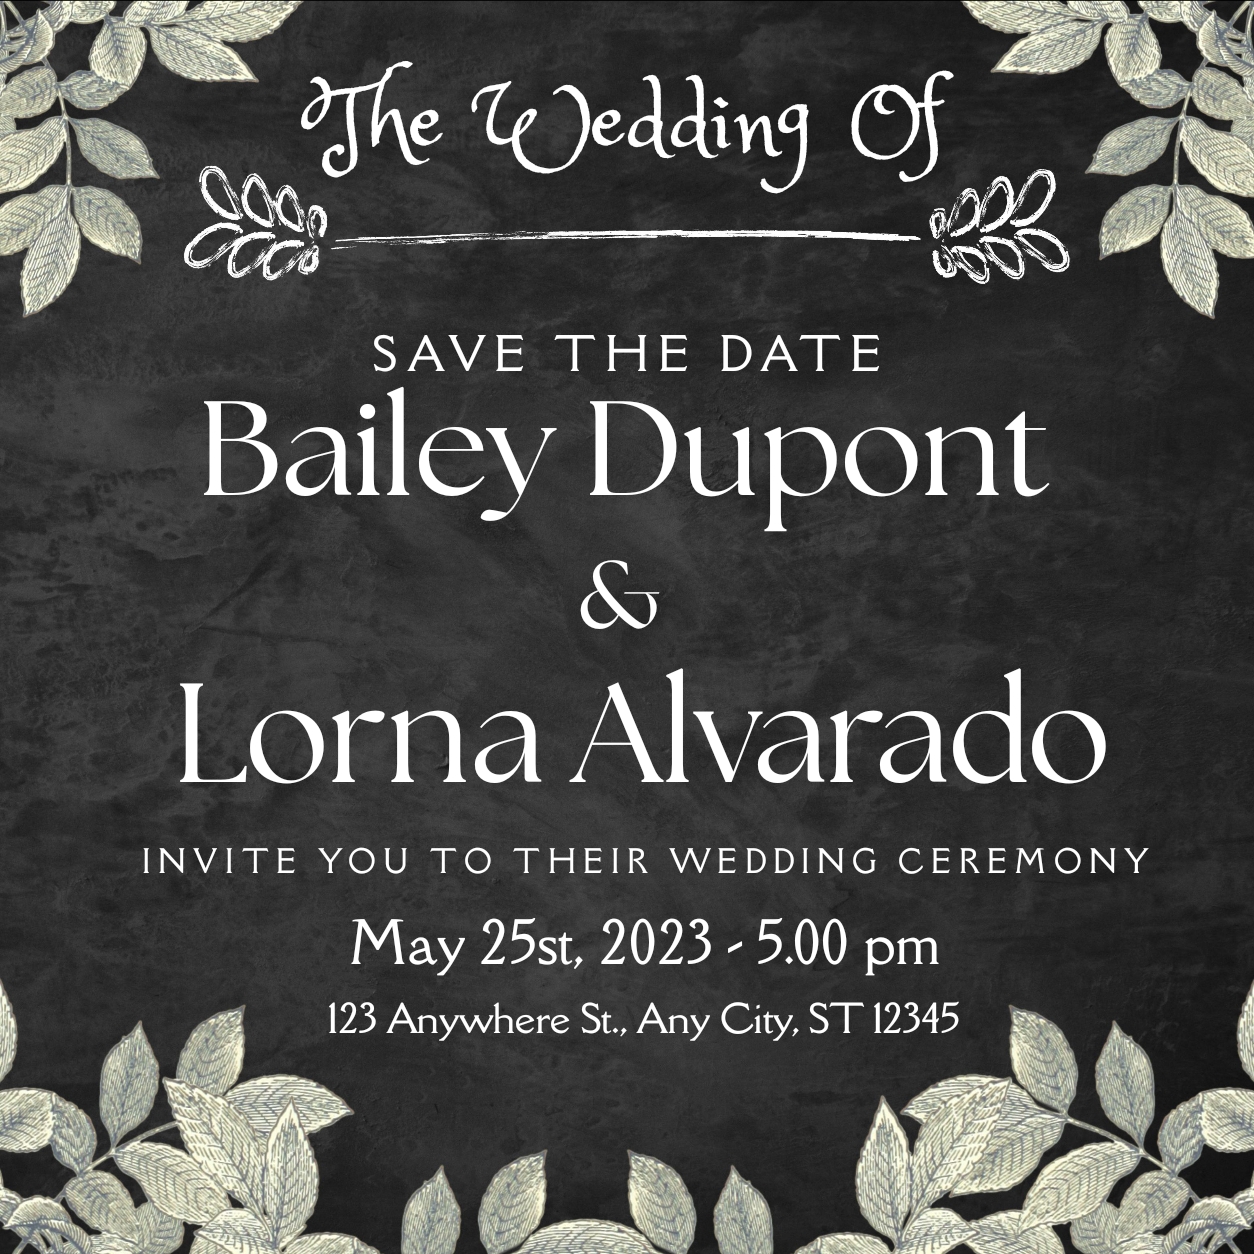 The Wedding Of
SAVE THE DATE
Bailey Dupont
&
Lorna Alvarado
INVITE YOU TO THEIR WEDDING CEREMONY
May 25st, 2023 - 5.00 pm
123 Anywhere St., Any City, ST 12345